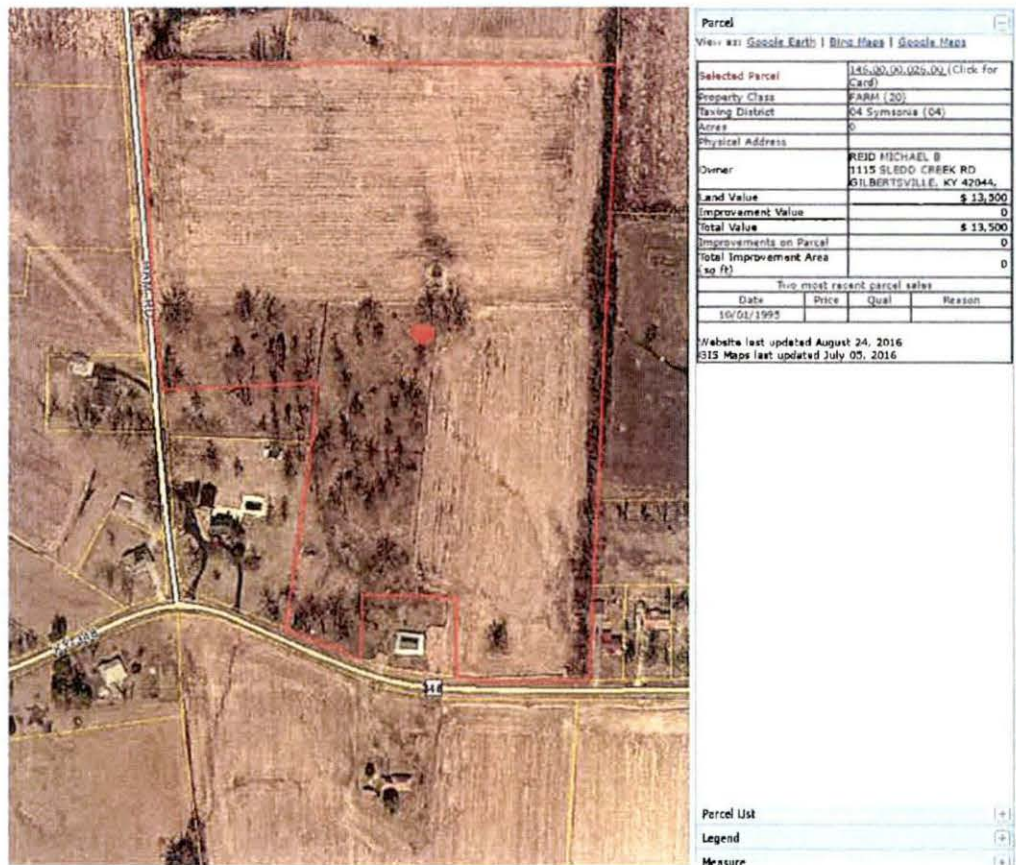 Parcel
View as: Google Earth | Bing Maps | Google Maps
Selected Parcel 146.00.00.026.00 (Click for Card)
Property Class FARM (20)
Taxing District 04 Symsonia (04)
Acres 0
Physical Address
Owner REID MICHAEL B
1115 SLEDD CREEK RD
GILBERTSVILLE, KY 42044,
Land Value $ 13,500
Improvement Value 0
Total Value $ 13,500
Improvements on Parcel 0
Total Improvement Area (sq ft) 0
Two most recent parcel sales
Date Price Qual Reason
10/01/1995
Website last updated August 24, 2016
GIS Maps last updated July 05, 2016
348
Parcel List
Legend
Measure